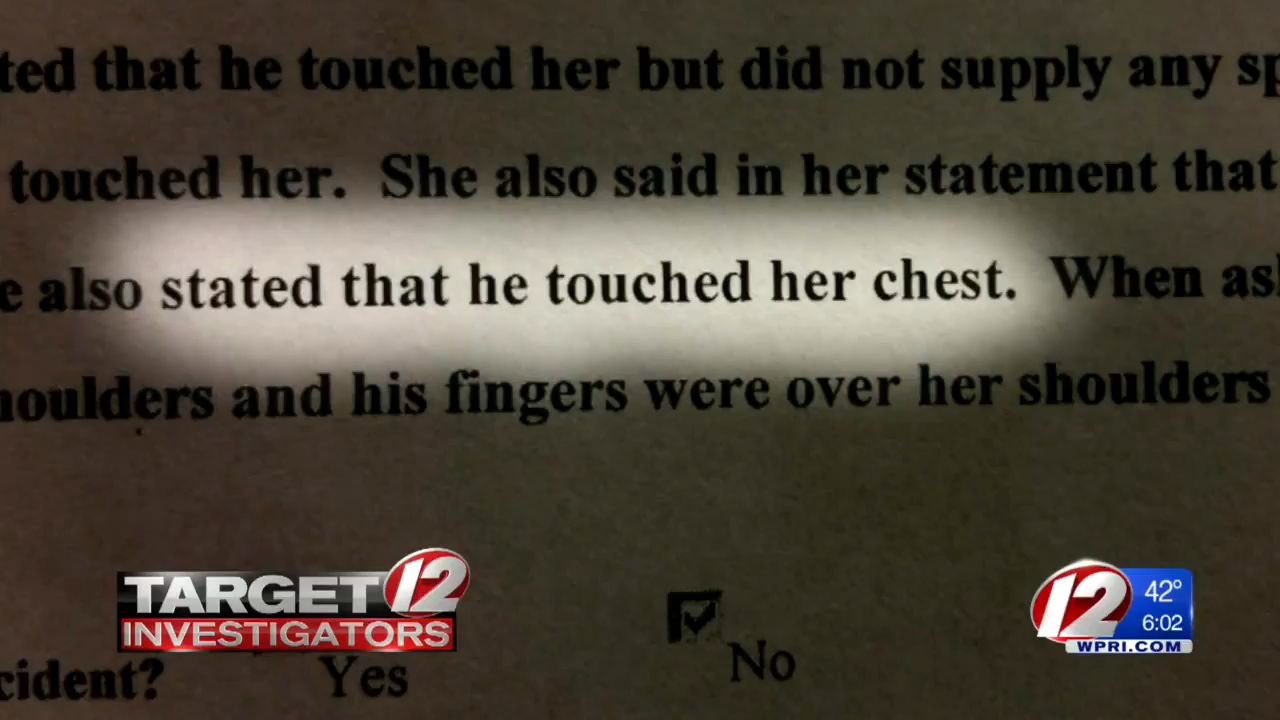 ted that he touched her but did not supply any sp
touched her. She also said in her statement that
e also stated that he touched her chest. When as
houlders and his fingers were over her shoulders
TARGET 12
INVESTIGATORS
12
42°
6:02
WPRI.COM
cident? Yes No